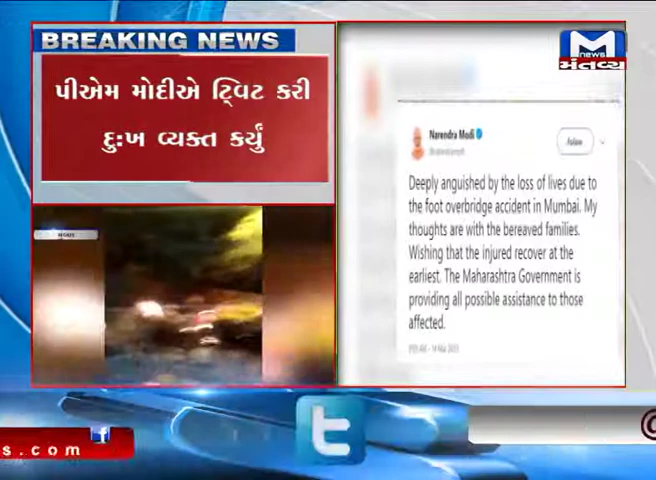 BREAKING NEWS
પીએમ મોદીએ ટ્વિટ કરી
દુઃખ વ્યક્ત કર્યું
M
NEWS
મંતવ્ય
Narendra Modi
Follow
Deeply anguished by the loss of lives due to
the foot overbridge accident in Mumbai. My
thoughts are with the bereaved families.
Wishing that the injured recover at the
earliest. The Maharashtra Government is
providing all possible assistance to those
affected.
s.com
f
@